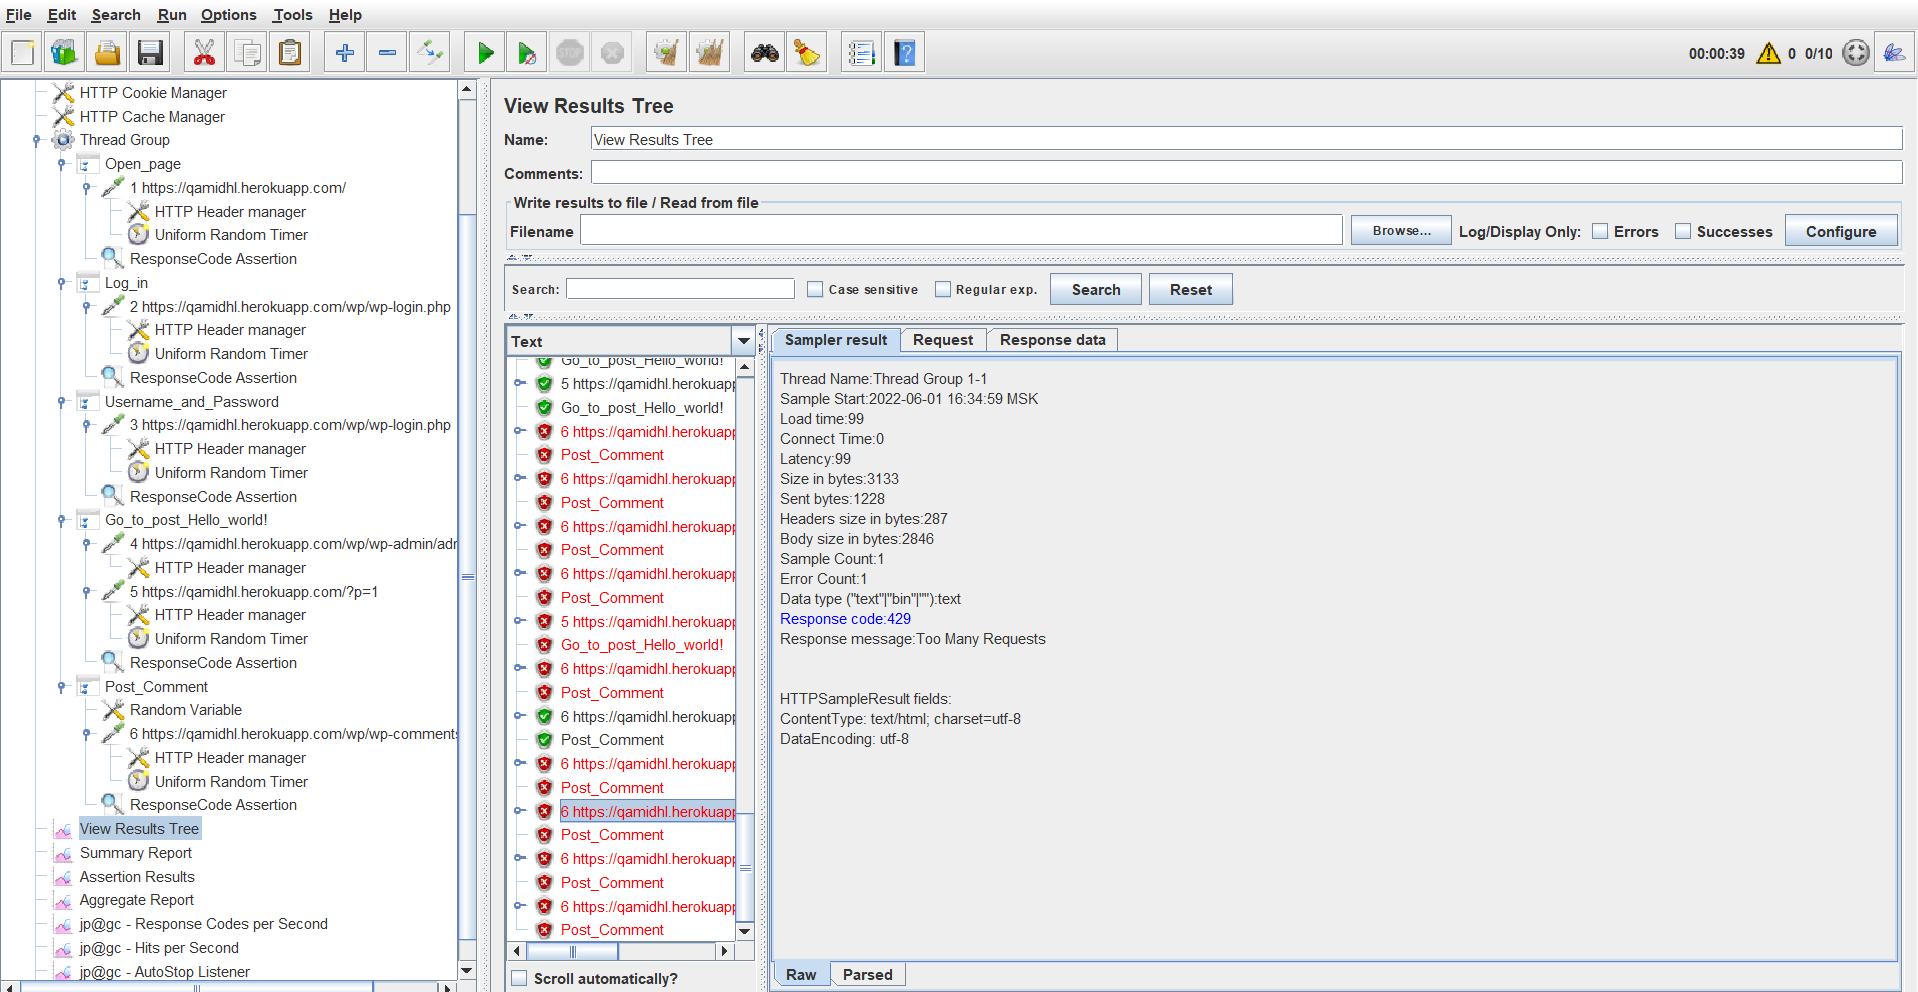 File Edit Search Run Options Tools Help
00:00:39 0 0/10
HTTP Cookie Manager
HTTP Cache Manager
Thread Group
Open_page
1 https://qamidhl.herokuapp.com/
HTTP Header manager
Uniform Random Timer
ResponseCode Assertion
Log_in
2 https://qamidhl.herokuapp.com/wp/wp-login.php
HTTP Header manager
Uniform Random Timer
ResponseCode Assertion
Username_and_Password
3 https://qamidhl.herokuapp.com/wp/wp-login.php
HTTP Header manager
Uniform Random Timer
ResponseCode Assertion
Go_to_post_Hello_world!
4 https://qamidhl.herokuapp.com/wp/wp-admin/adr
HTTP Header manager
5 https://qamidhl.herokuapp.com/?p=1
HTTP Header manager
Uniform Random Timer
ResponseCode Assertion
Post_Comment
Random Variable
6 https://qamidhl.herokuapp.com/wp/wp-comments
HTTP Header manager
Uniform Random Timer
ResponseCode Assertion
View Results Tree
Summary Report
Assertion Results
Aggregate Report
jp@gc - Response Codes per Second
jp@gc - Hits per Second
jp@gc - AutoStop Listener
View Results Tree
Name: View Results Tree
Comments:
Write results to file / Read from file
Filename Browse... Log/Display Only: Errors Successes Configure
Search: Case sensitive Regular exp. Search Reset
Text
Go_to_post_Hello_world!
5 https://qamidhl.herokuapp
Go_to_post_Hello_world!
6 https://qamidhl.herokuapp
Post_Comment
6 https://qamidhl.herokuapp
Post_Comment
6 https://qamidhl.herokuapp
Post_Comment
6 https://qamidhl.herokuapp
Post_Comment
5 https://qamidhl.herokuapp
Go_to_post_Hello_world!
6 https://qamidhl.herokuapp
Post_Comment
6 https://qamidhl.herokuapp
Post_Comment
6 https://qamidhl.herokuapp
Post_Comment
6 https://qamidhl.herokuapp
Post_Comment
6 https://qamidhl.herokuapp
Post_Comment
6 https://qamidhl.herokuapp
Post_Comment
Scroll automatically?
Sampler result Request Response data
Thread Name:Thread Group 1-1
Sample Start:2022-06-01 16:34:59 MSK
Load time:99
Connect Time:0
Latency:99
Size in bytes:3133
Sent bytes:1228
Headers size in bytes:287
Body size in bytes:2846
Sample Count:1
Error Count:1
Data type ("text"|"bin"|""):text
Response code:429
Response message:Too Many Requests
HTTPSampleResult fields:
ContentType: text/html; charset=utf-8
DataEncoding: utf-8
Raw Parsed